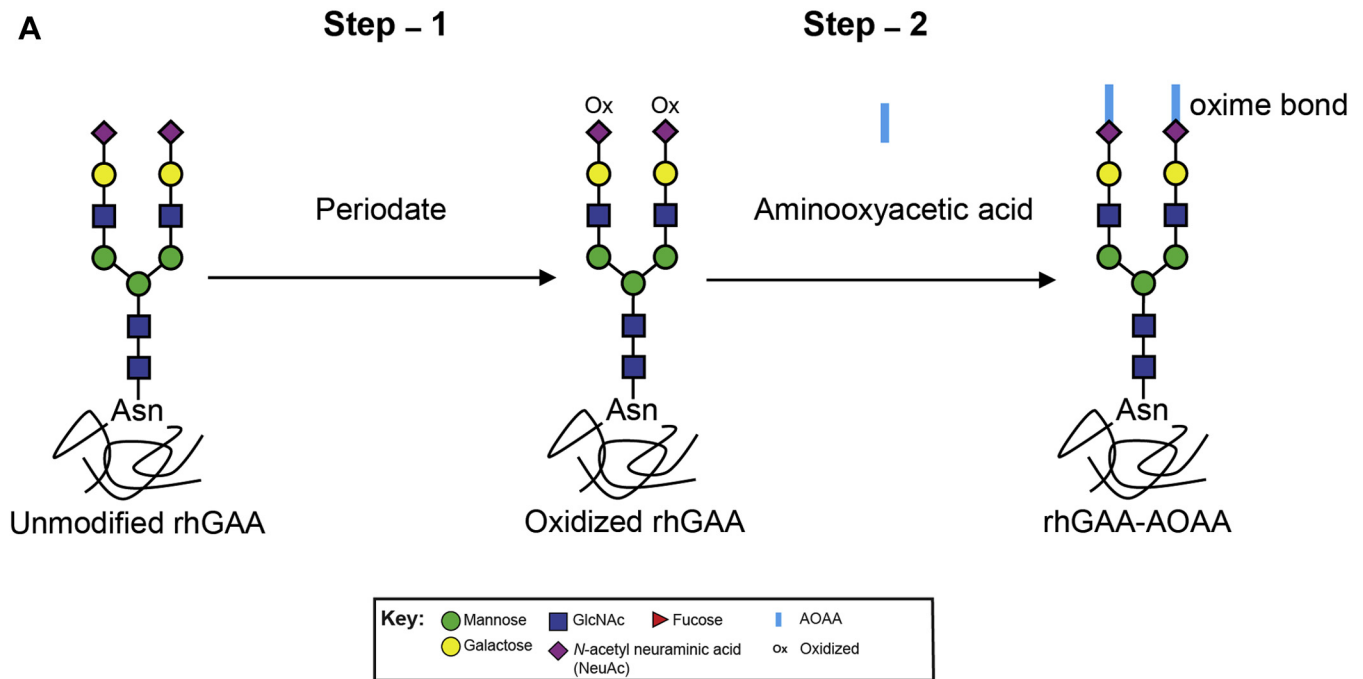 A
Step – 1
Step – 2
Ox Ox
oxime bond
Periodate
Aminooxyacetic acid
Asn
Asn
Asn
Unmodified rhGAA
Oxidized rhGAA
rhGAA-AOAA
Key: Mannose GlcNAc Fucose AOAA
Galactose N-acetyl neuraminic acid Ox Oxidized
(NeuAc)